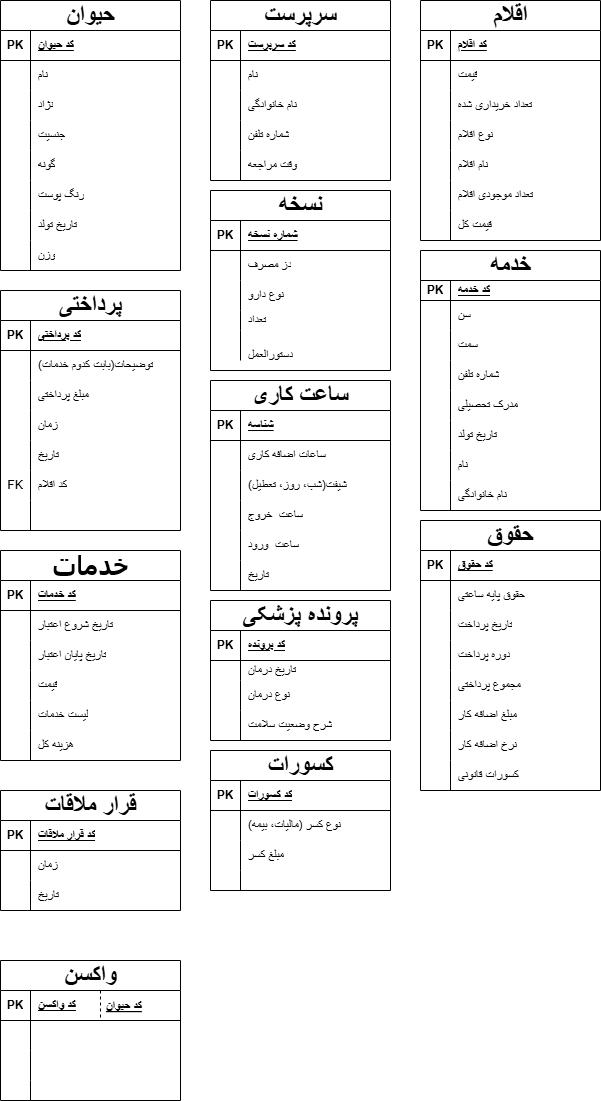 حیوان
PK کد حیوان
نام
نژاد
جنسیت
گونه
رنگ پوست
تاریخ تولد
وزن
پرداختی
PK کد پرداختی
توضیحات(بابت کدوم خدمات)
مبلغ پرداختی
زمان
تاریخ
FK کد اقلام
خدمات
PK کد خدمات
تاریخ شروع اعتبار
تاریخ پایان اعتبار
قیمت
لیست خدمات
هزینه کل
قرار ملاقات
PK کد قرار ملاقات
زمان
تاریخ
واکسن
PK کد واکسن کد حیوان
سرپرست
PK کد سرپرست
نام
نام خانوانگی
شماره تلفن
وقت مراجعه
نسخه
PK شماره نسخه
دز مصرف
نوع دارو
تعداد
دستورالعمل
ساعت کاری
PK شناسه
ساعات اضافه کاری
شیفت(شب، روز، تعطیل)
ساعت خروج
ساعت ورود
تاریخ
پرونده پزشکی
PK کد پرونده
تاریخ درمان
نوع درمان
شرح وضعیت سلامت
کسورات
PK کد کسورات
نوع کسر (مالیات، بیمه)
مبلغ کسر
اقلام
PK کد اقلام
قیمت
تعداد خریداری شده
نوع اقلام
نام اقلام
تعداد موجودی اقلام
قیمت کل
خدمه
PK کد خدمه
سن
سمت
شماره تلفن
مدرک تحصیلی
تاریخ تولد
نام
نام خانوانگی
حقوق
PK کد حقوق
حقوق پایه ساعتی
تاریخ پرداخت
دوره پرداخت
مجموع پرداختی
مبلغ اضافه کار
نرخ اضافه کار
کسورات قانونی